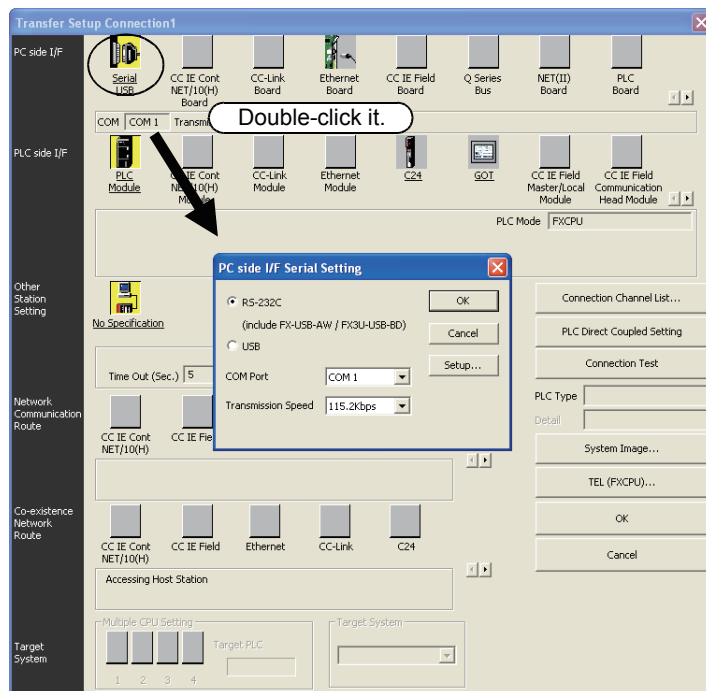 Transfer Setup Connection1
PC side I/F
Serial USB
CC IE Cont NET/10(H) Board
CC-Link Board
Ethernet Board
CC IE Field Board
Q Series Bus
NET(II) Board
PLC Board
COM COM 1
Double-click it.
PLC side I/F
PLC Module
CC IE Cont NET/10(H)
CC-Link Module
Ethernet Module
C24
GOT
CC IE Field Master/Local Module
CC IE Field Communication Head Module
PLC Mode FXCPU
PC side I/F Serial Setting
RS-232C
(include FX-USB-AW / FX3U-USB-BD)
USB
COM Port COM 1
Transmission Speed 115.2Kbps
OK
Cancel
Setup...
Other Station Setting
No Specification
Time Out (Sec.) 5
Connection Channel List...
PLC Direct Coupled Setting
Connection Test
PLC Type
Detail
System Image...
TEL (FXCPU)...
OK
Cancel
Network Communication Route
CC IE Cont NET/10(H)
CC IE
Co-existence Network Route
CC IE Cont NET/10(H)
CC IE Field
Ethernet
CC-Link
C24
Accessing Host Station
Target System
Multiple CPU Setting
1 2 3 4
Target PLC
Target System